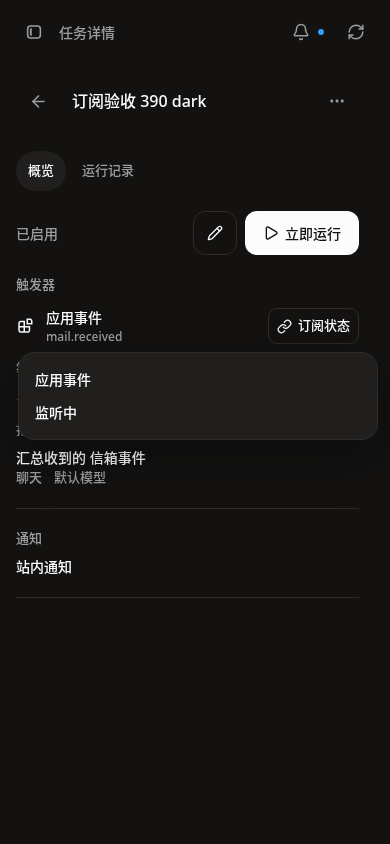 任务详情
订阅验收 390 dark
概览
运行记录
已启用
立即运行
触发器
应用事件
mail.received
订阅状态
应用事件
监听中
汇总收到的 信箱事件
聊天 默认模型
通知
站内通知